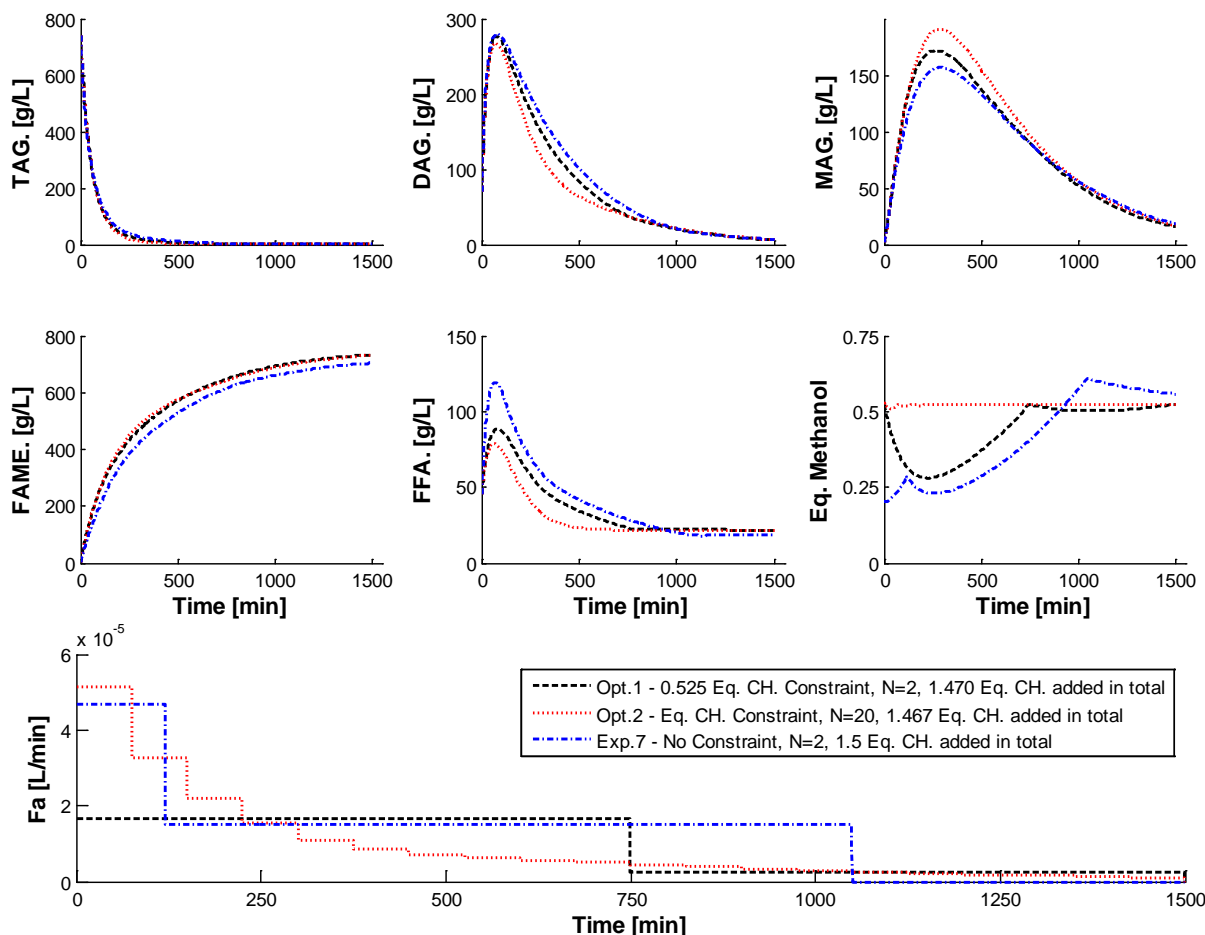 TAG. [g/L]
800
600
400
200
0
0 500 1000 1500
DAG. [g/L]
300
200
100
0
0 500 1000 1500
MAG. [g/L]
150
100
50
0
0 500 1000 1500
FAME. [g/L]
800
600
400
200
0
0 500 1000 1500
Time [min]
FFA. [g/L]
150
100
50
0
0 500 1000 1500
Time [min]
Eq. Methanol
0.75
0.5
0.25
0
0 500 1000 1500
Time [min]
x 10^-5
Fa [L/min]
6
4
2
0
0 250 500 750 1000 1250 1500
Time [min]
Opt.1 - 0.525 Eq. CH. Constraint, N=2, 1.470 Eq. CH. added in total
Opt.2 - Eq. CH. Constraint, N=20, 1.467 Eq. CH. added in total
Exp.7 - No Constraint, N=2, 1.5 Eq. CH. added in total